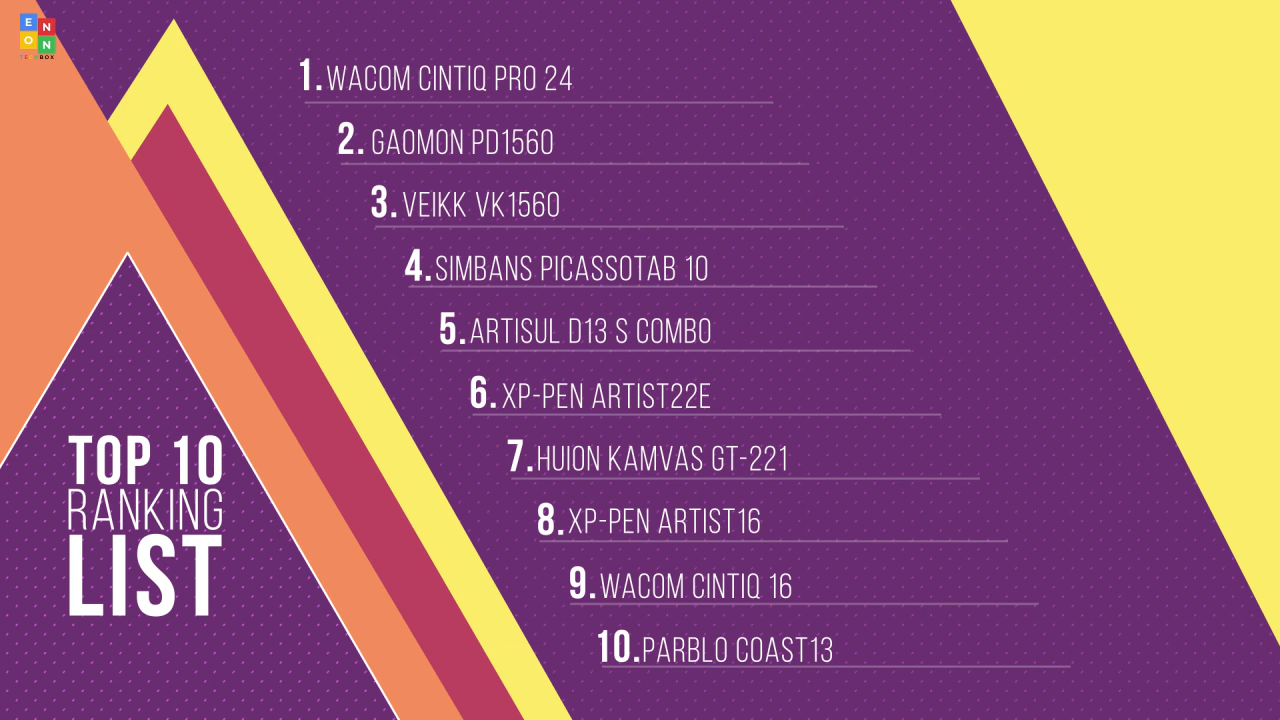 E N
O N
TECHBOX
1. WACOM CINTIQ PRO 24
2. GAOMON PD1560
3. VEIKK VK1560
4. SIMBANS PICASSOTAB 10
5. ARTISUL D13 S COMBO
6. XP-PEN ARTIST22E
7. HUION KAMVAS GT-221
8. XP-PEN ARTIST16
9. WACOM CINTIQ 16
10. PARBLO COAST13
TOP 10
RANKING
LIST